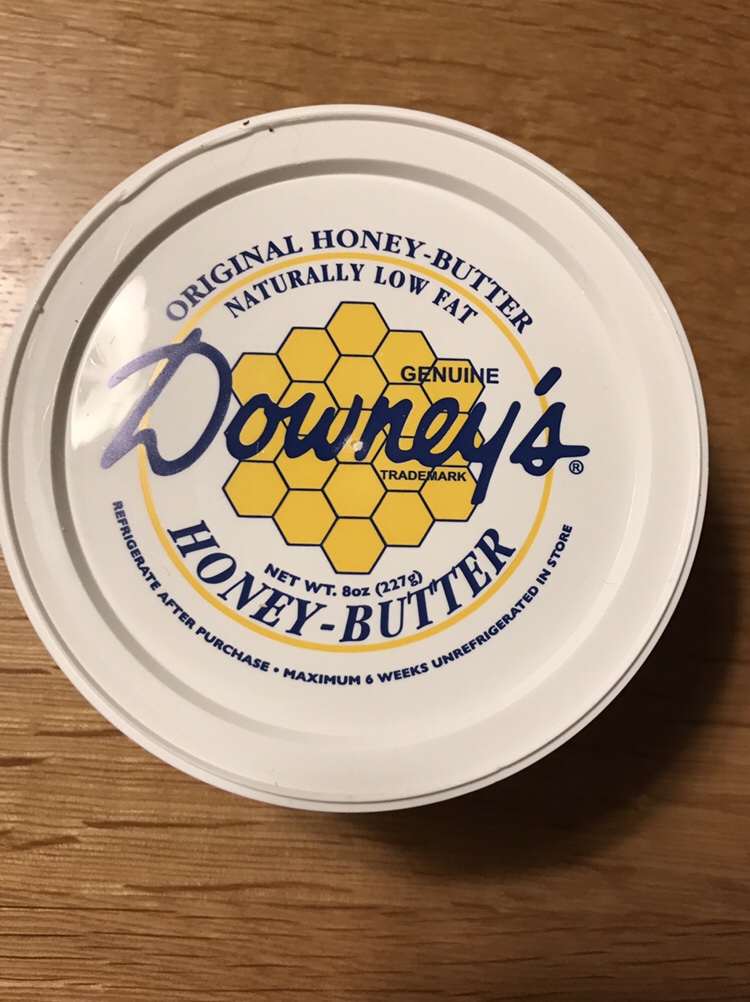 ORIGINAL HONEY-BUTTER
NATURALLY LOW FAT
GENUINE
Downey's®
TRADEMARK
NET WT. 8oz (227g)
HONEY-BUTTER
REFRIGERATE AFTER PURCHASE • MAXIMUM 6 WEEKS UNREFRIGERATED IN STORE